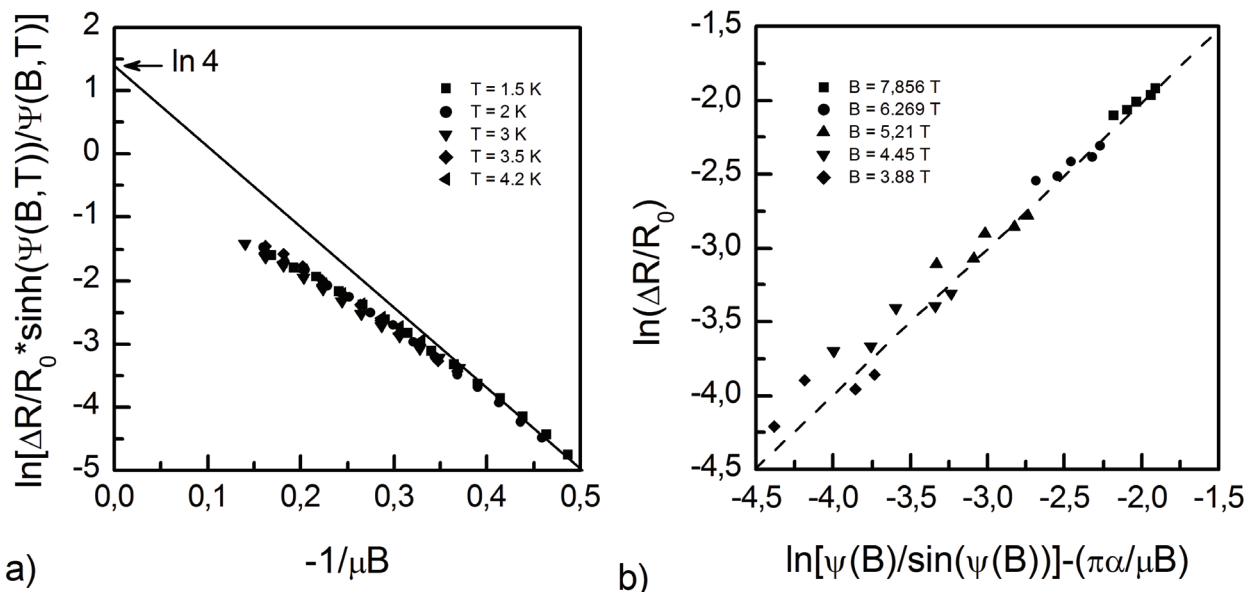 ln[ΔR/R0*sinh(Ψ(B,T))/Ψ(B,T)]
2
1
0
-1
-2
-3
-4
-5
ln 4
T = 1.5 K
T = 2 K
T = 3 K
T = 3.5 K
T = 4.2 K
0,0 0,1 0,2 0,3 0,4 0,5
-1/μB
a)
ln(ΔR/R0)
-1,5
-2,0
-2,5
-3,0
-3,5
-4,0
-4,5
B = 7,856 T
B = 6.269 T
B = 5,21 T
B = 4.45 T
B = 3.88 T
-4,5 -4,0 -3,5 -3,0 -2,5 -2,0 -1,5
ln[ψ(B)/sin(ψ(B))]-(πα/μB)
b)